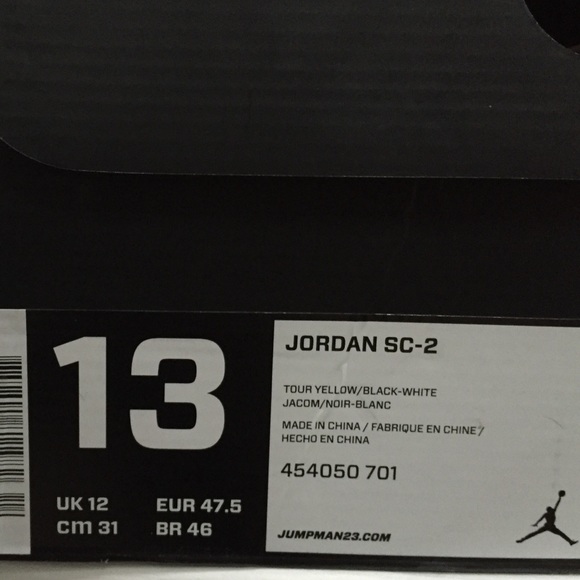 13
UK 12 EUR 47.5
cm 31 BR 46
JORDAN SC-2
TOUR YELLOW/BLACK-WHITE
JACOM/NOIR-BLANC
MADE IN CHINA / FABRIQUE EN CHINE /
HECHO EN CHINA
454050 701
JUMPMAN23.COM